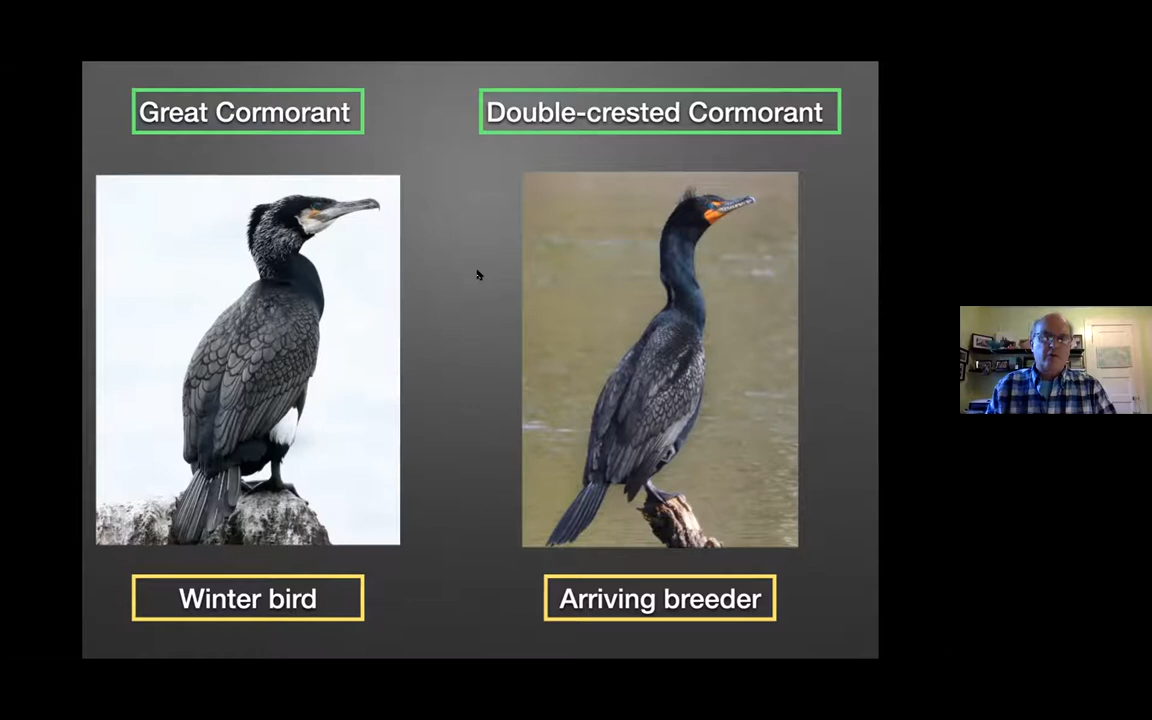 Great Cormorant
Double-crested Cormorant
Winter bird
Arriving breeder